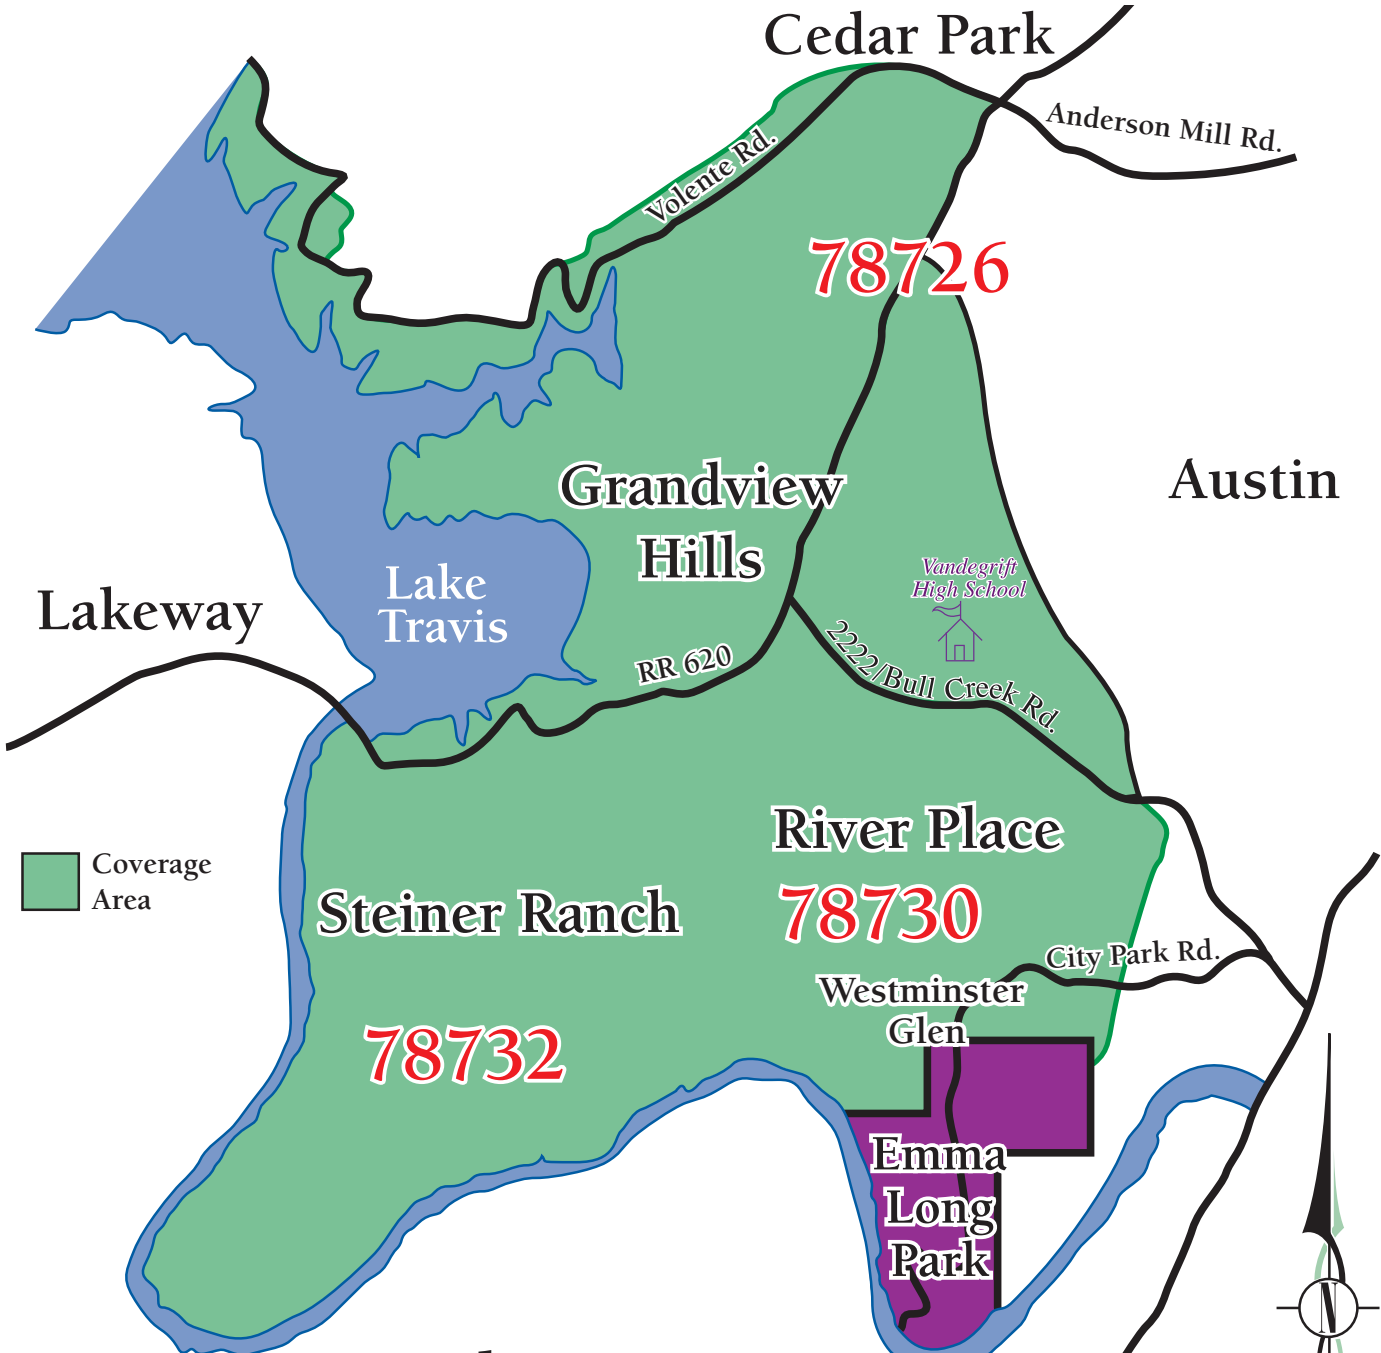 Cedar Park
Anderson Mill Rd.
Volente Rd.
78726
Austin
Grandview
Hills
Vandegrift
High School
Lake
Travis
Lakeway
RR 620
2222/Bull Creek Rd.
River Place
Coverage
Area
Steiner Ranch
78730
City Park Rd.
Westminster
Glen
78732
Emma
Long
Park
N